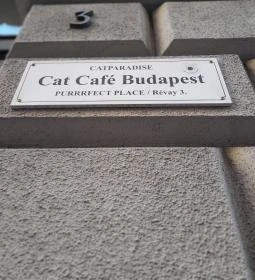 3
CATPARADISE
Cat Café Budapest
PURRRFECT PLACE / Révay 3.